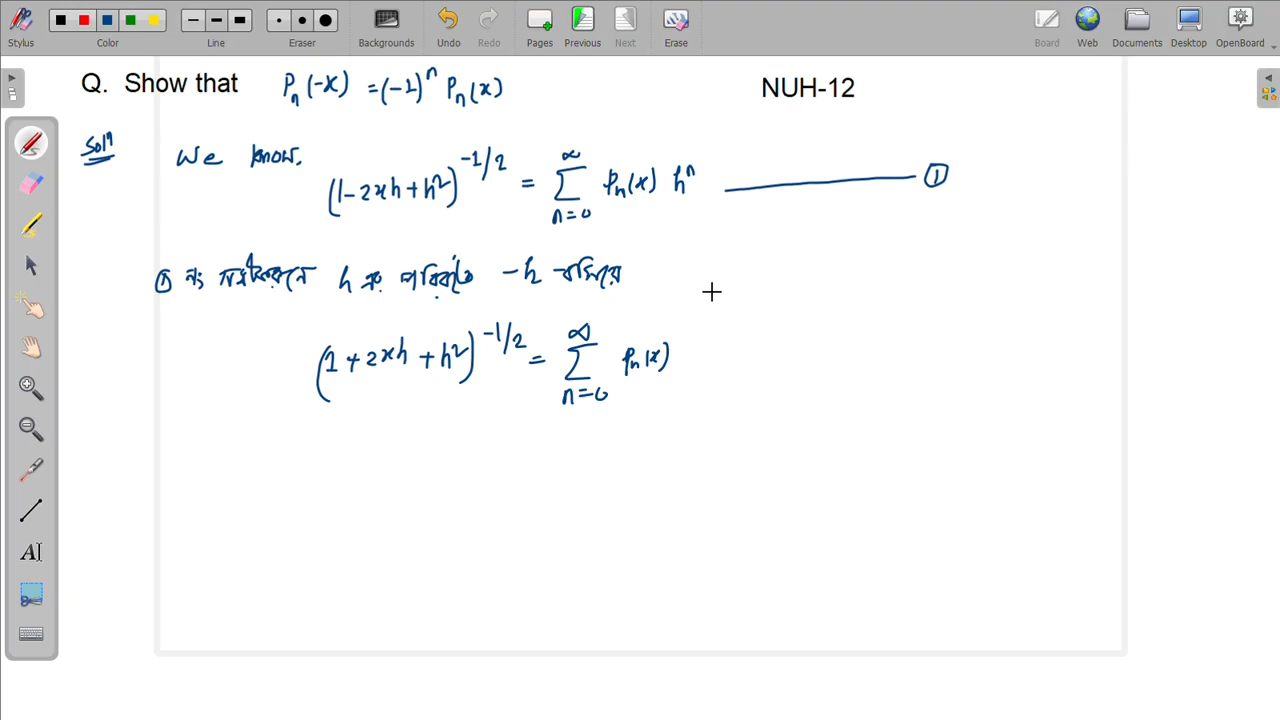 Stylus Color Line Eraser Backgrounds Undo Redo Pages Previous Next Erase Board Web Documents Desktop OpenBoard
Q. Show that Pₙ(-x) = (-1)ⁿ Pₙ(x) NUH-12
Solⁿ We know.
(1-2xh+h²)^(-1/2) = ∑_(n=0)^∞ Pₙ(x) hⁿ ——— ①
① নং সমীকরনে h এর পরিবর্তে -h বসিয়ে
(1+2xh+h²)^(-1/2) = ∑_(n=0)^∞ Pₙ(x)